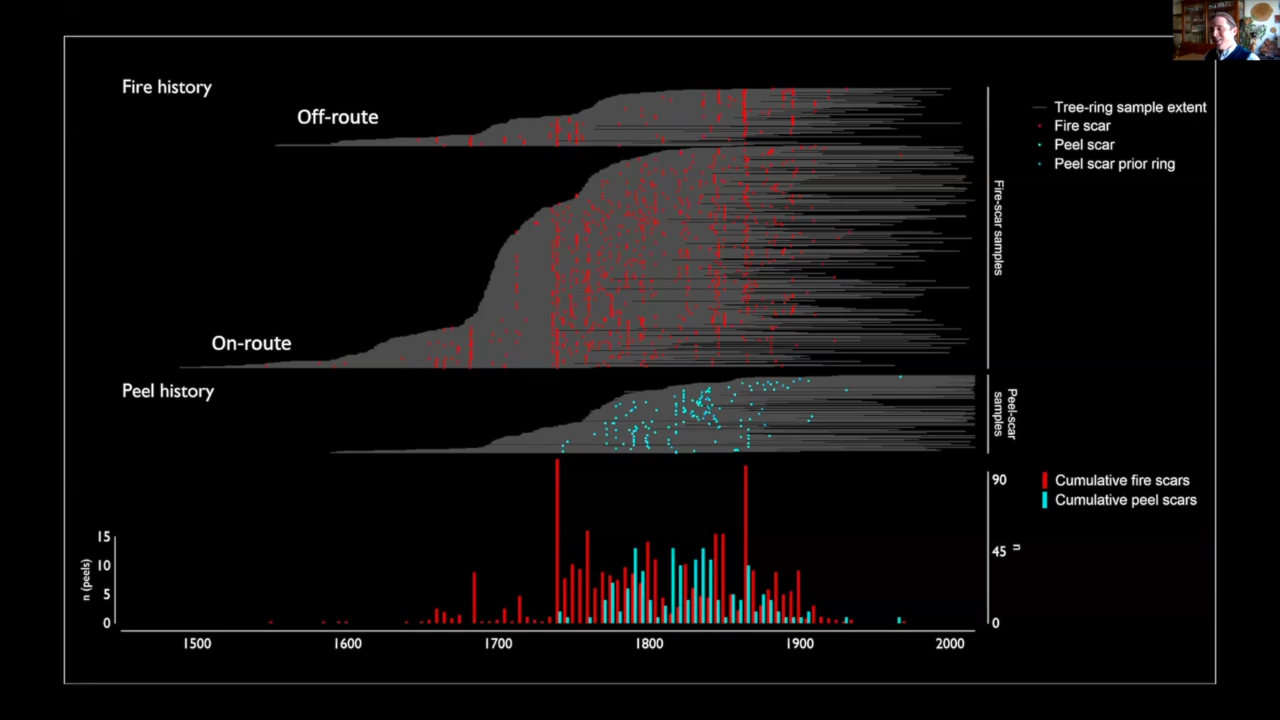 Fire history
Off-route
On-route
Peel history
Tree-ring sample extent
Fire scar
Peel scar
Peel scar prior ring
Fire-scar samples
Peel-scar
samples
Cumulative fire scars
Cumulative peel scars
n (peels)
15
10
5
0
90
45
0
n
1500 1600 1700 1800 1900 2000